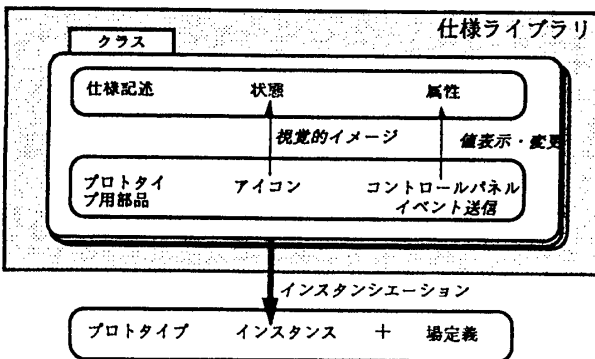 仕様ライブラリ
クラス
仕様記述 状態 属性
視覚的イメージ 値表示・変更
プロトタイ
プ用部品
アイコン
コントロールパネル
イベント送信
インスタンシエーション
プロトタイプ インスタンス + 場定義